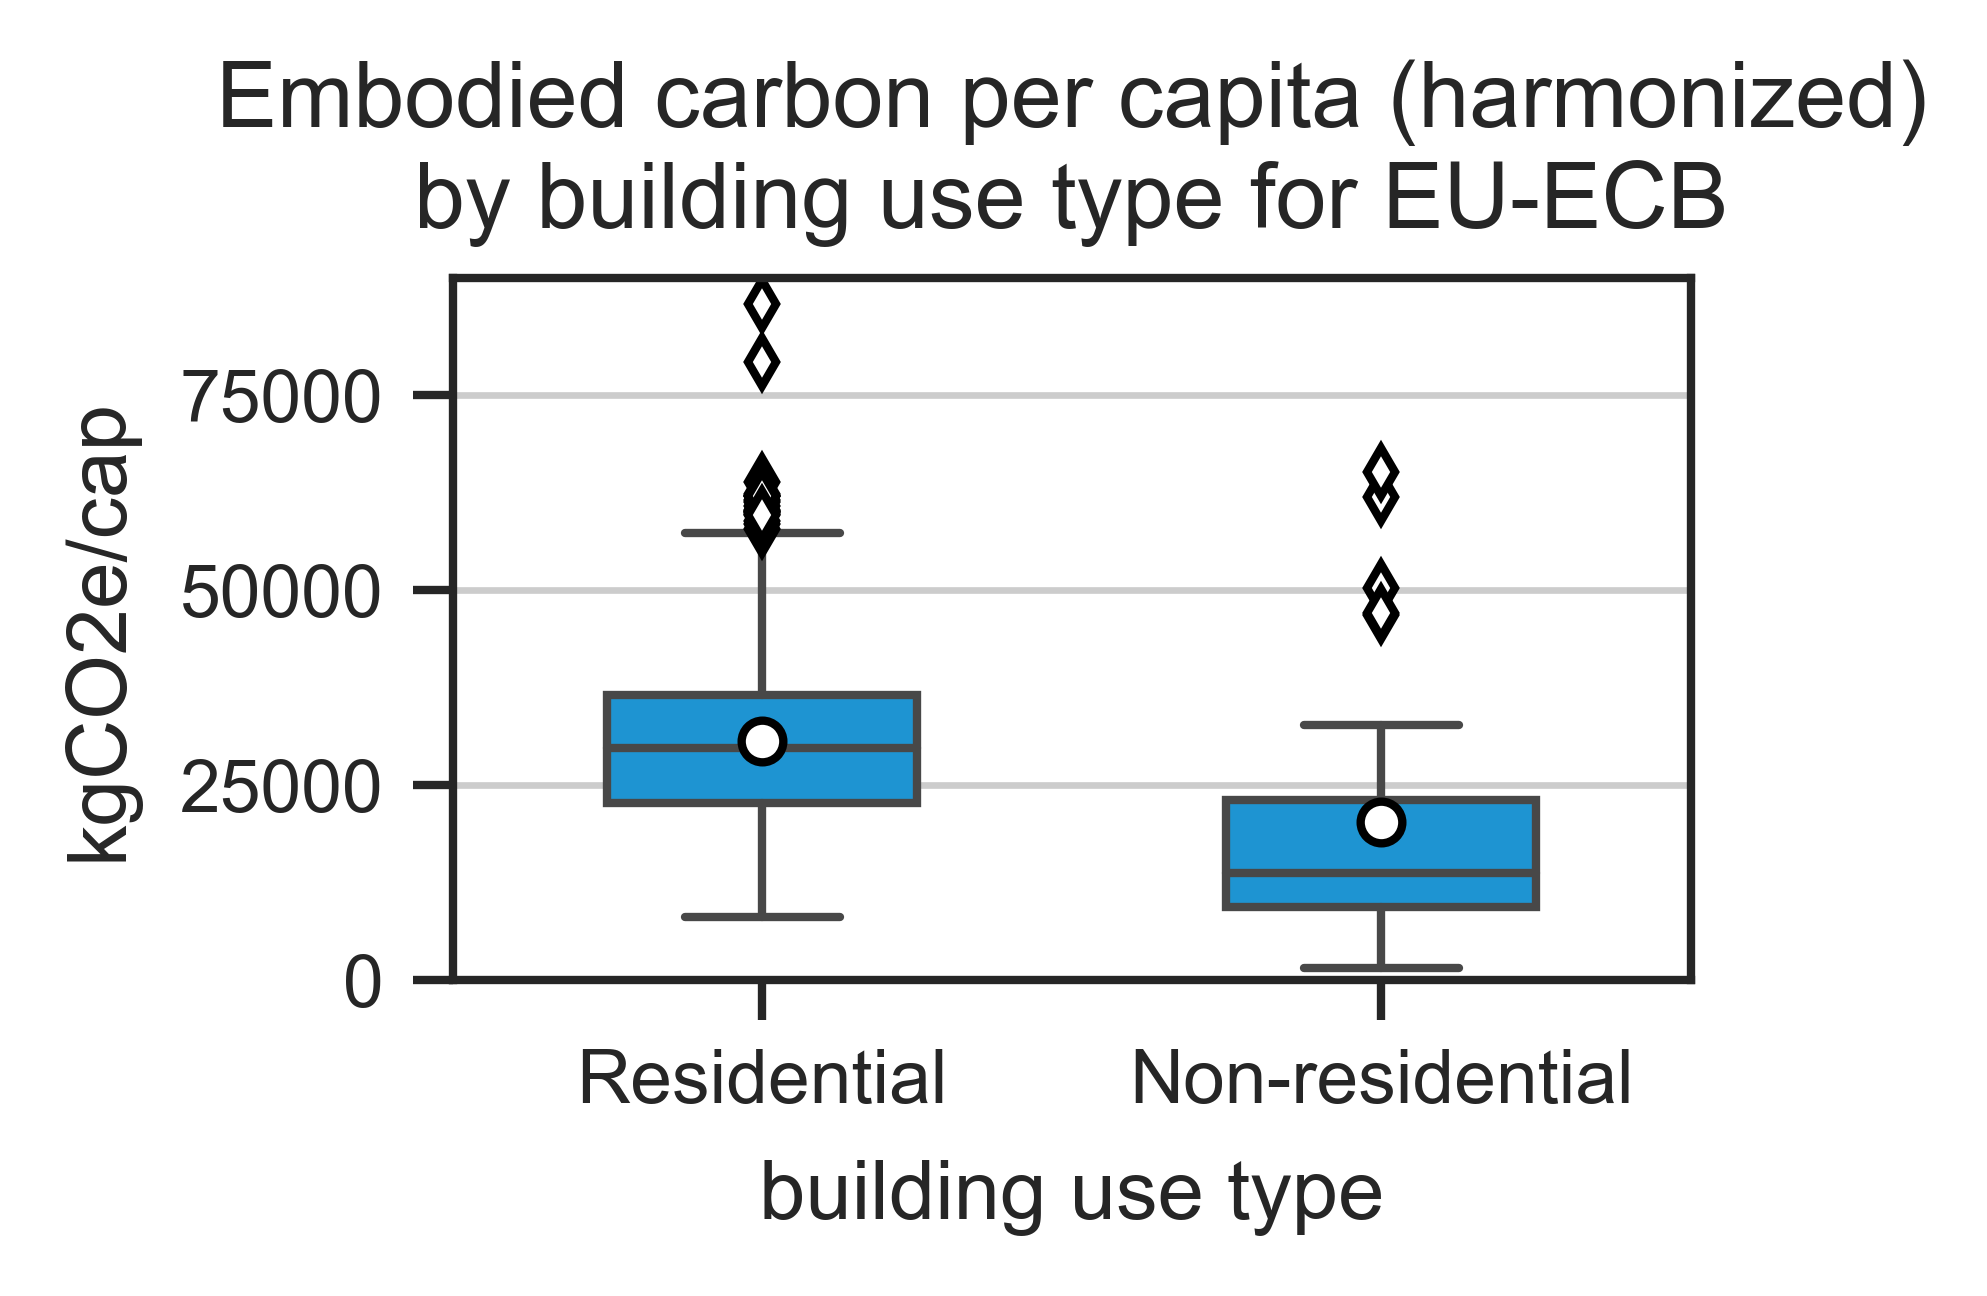 Embodied carbon per capita (harmonized)
by building use type for EU-ECB
kgCO2e/cap
75000
50000
25000
0
Residential
Non-residential
building use type